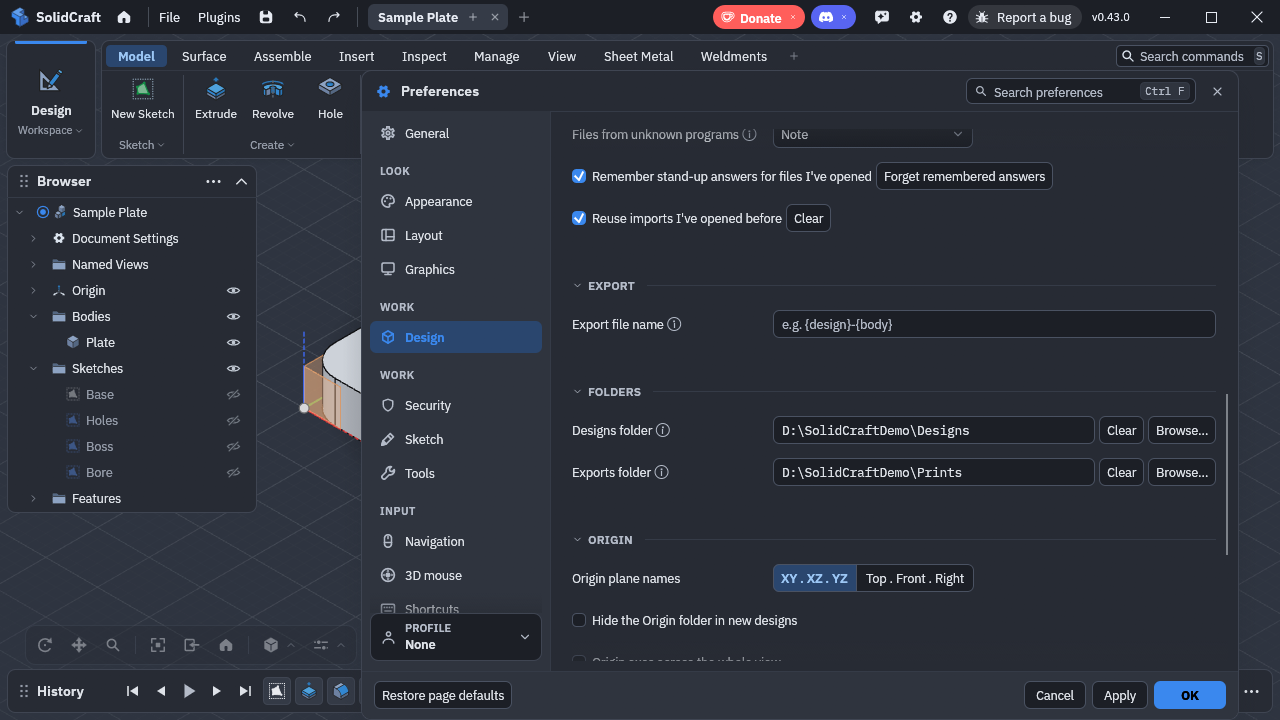 SolidCraft
File
Plugins
Sample Plate
Donate
Report a bug
v0.43.0
Design
Workspace
Model
Surface
Assemble
Insert
Inspect
Manage
View
Sheet Metal
Weldments
Search commands
S
New Sketch
Extrude
Revolve
Hole
Sketch
Create
Browser
Sample Plate
Document Settings
Named Views
Origin
Bodies
Plate
Sketches
Base
Holes
Boss
Bore
Features
History
Preferences
Search preferences
Ctrl F
General
LOOK
Appearance
Layout
Graphics
WORK
Design
WORK
Security
Sketch
Tools
INPUT
Navigation
3D mouse
Shortcuts
PROFILE
None
Files from unknown programs
Note
Remember stand-up answers for files I've opened
Forget remembered answers
Reuse imports I've opened before
Clear
EXPORT
Export file name
e.g. {design}-{body}
FOLDERS
Designs folder
D:\SolidCraftDemo\Designs
Clear
Browse...
Exports folder
D:\SolidCraftDemo\Prints
Clear
Browse...
ORIGIN
Origin plane names
XY . XZ . YZ
Top . Front . Right
Hide the Origin folder in new designs
Origin axes across the whole view
Restore page defaults
Cancel
Apply
OK